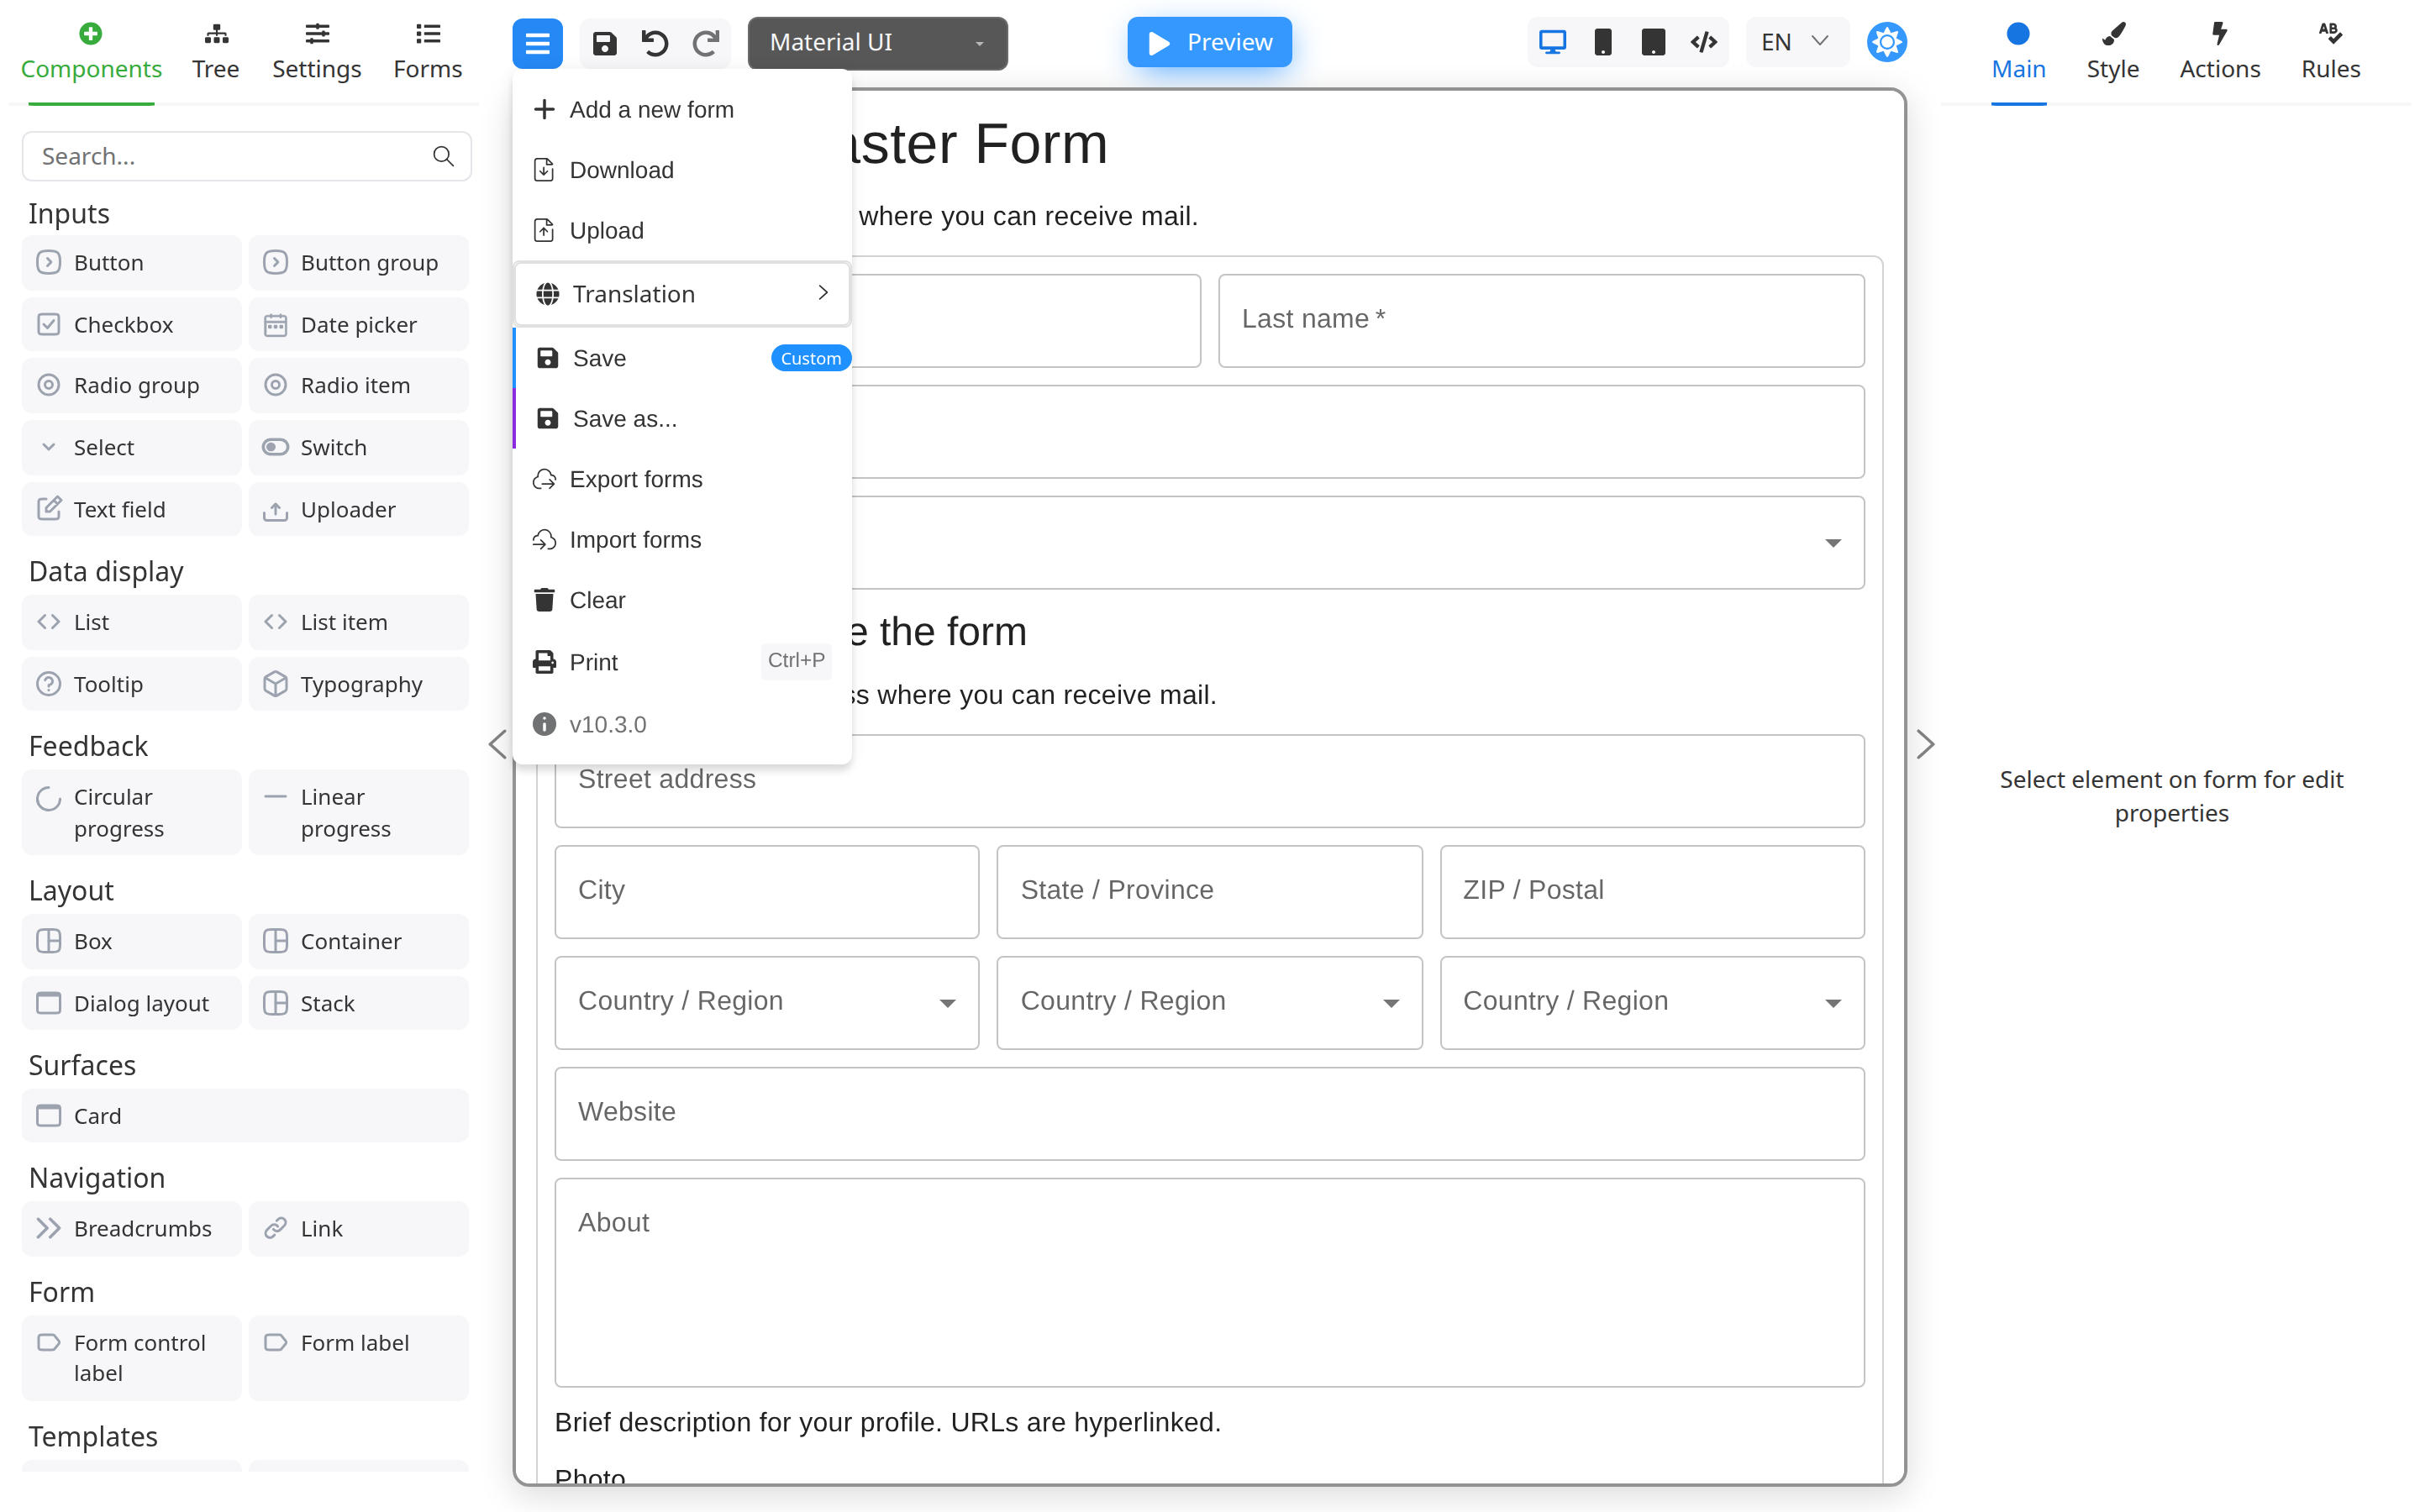 Components
Tree
Settings
Forms
Material UI
Preview
EN
Main
Style
Actions
Rules
Search...
Inputs
Button
Button group
Checkbox
Date picker
Radio group
Radio item
Select
Switch
Text field
Uploader
Data display
List
List item
Tooltip
Typography
Feedback
Circular
progress
Linear
progress
Layout
Box
Container
Dialog layout
Stack
Surfaces
Card
Navigation
Breadcrumbs
Link
Form
Form control
label
Form label
Templates
Add a new form
Download
Upload
Translation
Save
Custom
Save as...
Export forms
Import forms
Clear
Print
Ctrl+P
v10.3.0
Form
where you can receive mail.
Last name *
the form
where you can receive mail.
Street address
City
State / Province
ZIP / Postal
Country / Region
Country / Region
Country / Region
Website
About
Brief description for your profile. URLs are hyperlinked.
Photo
Select element on form for edit
properties